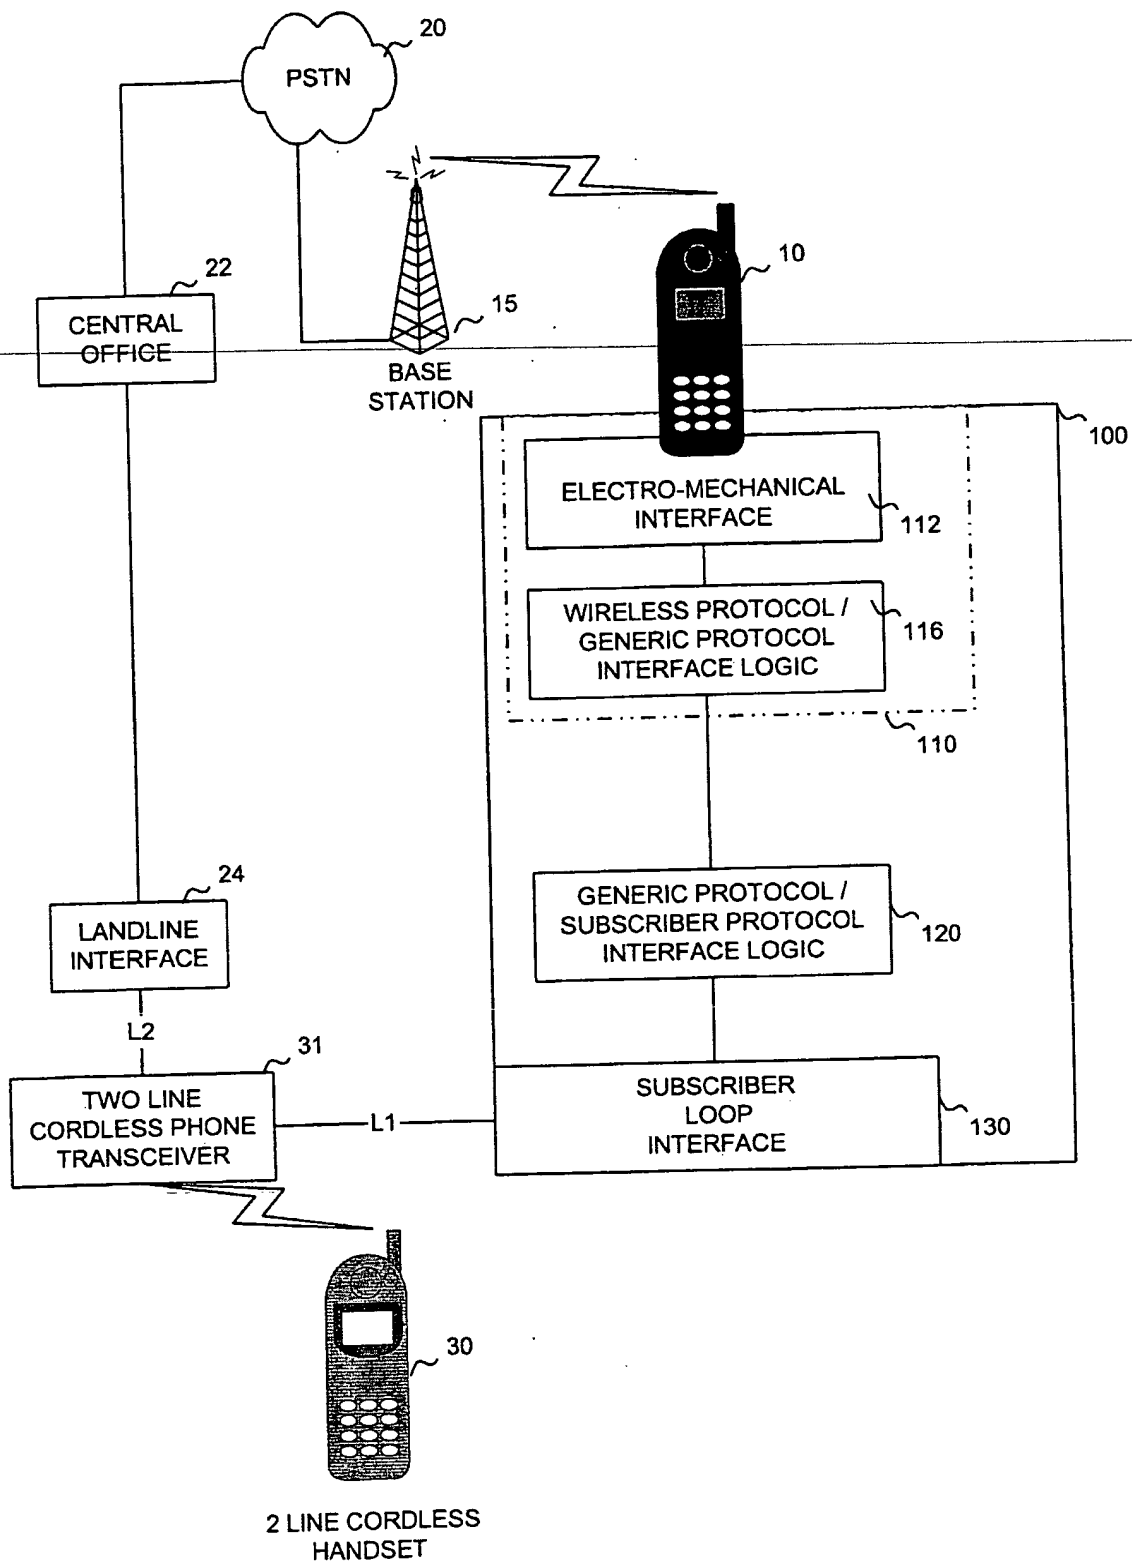 20
PSTN
10
22
CENTRAL
OFFICE
15
BASE
STATION
100
ELECTRO-MECHANICAL
INTERFACE
112
WIRELESS PROTOCOL /
GENERIC PROTOCOL
INTERFACE LOGIC
116
110
24
LANDLINE
INTERFACE
GENERIC PROTOCOL /
SUBSCRIBER PROTOCOL
INTERFACE LOGIC
120
L2
31
TWO LINE
CORDLESS PHONE
TRANSCEIVER
L1
SUBSCRIBER
LOOP
INTERFACE
130
30
2 LINE CORDLESS
HANDSET